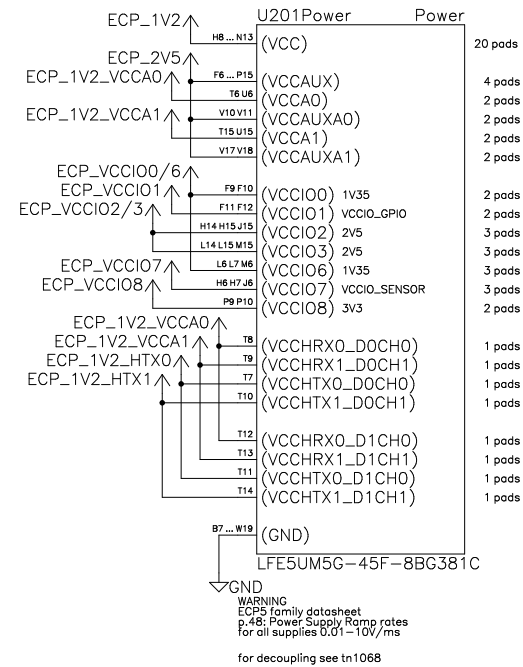 U201Power Power
ECP_1V2
H8 ... N13 (VCC) 20 pads
ECP_2V5
F6 ... P15 (VCCAUX) 4 pads
ECP_1V2_VCCA0
T6 U6 (VCCA0) 2 pads
V10 V11 (VCCAUXA0) 2 pads
ECP_1V2_VCCA1
T15 U15 (VCCA1) 2 pads
V17 V18 (VCCAUXA1) 2 pads
ECP_VCCIO0/6
F9 F10 (VCCIO0) 1V35 2 pads
ECP_VCCIO1
F11 F12 (VCCIO1) VCCIO_GPIO 2 pads
ECP_VCCIO2/3
H14 H15 J15 (VCCIO2) 2V5 3 pads
L14 L15 M15 (VCCIO3) 2V5 3 pads
L6 L7 M6 (VCCIO6) 1V35 3 pads
ECP_VCCIO7
H6 H7 J6 (VCCIO7) VCCIO_SENSOR 3 pads
ECP_VCCIO8
P9 P10 (VCCIO8) 3V3 2 pads
ECP_1V2_VCCA0
T8 (VCCHRX0_D0CH0) 1 pads
ECP_1V2_VCCA1
T9 (VCCHRX1_D0CH1) 1 pads
ECP_1V2_HTX0
T7 (VCCHTX0_D0CH0) 1 pads
ECP_1V2_HTX1
T10 (VCCHTX1_D0CH1) 1 pads
T12 (VCCHRX0_D1CH0) 1 pads
T13 (VCCHRX1_D1CH1) 1 pads
T11 (VCCHTX0_D1CH0) 1 pads
T14 (VCCHTX1_D1CH1) 1 pads
B7 ... W19 (GND)
LFE5UM5G-45F-8BG381C
GND
WARNING
ECP5 family datasheet
p.48: Power Supply Ramp rates
for all supplies 0.01-10V/ms
for decoupling see tn1068